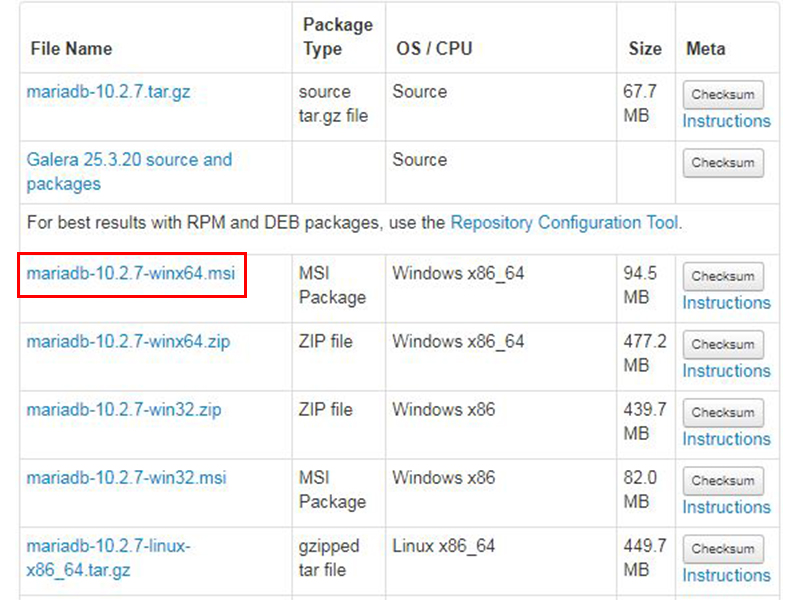 File Name
Package
Type
OS / CPU
Size
Meta
mariadb-10.2.7.tar.gz
source
tar.gz file
Source
67.7
MB
Checksum
Instructions
Galera 25.3.20 source and
packages
Source
Checksum
For best results with RPM and DEB packages, use the Repository Configuration Tool.
mariadb-10.2.7-winx64.msi
MSI
Package
Windows x86_64
94.5
MB
Checksum
Instructions
mariadb-10.2.7-winx64.zip
ZIP file
Windows x86_64
477.2
MB
Checksum
Instructions
mariadb-10.2.7-win32.zip
ZIP file
Windows x86
439.7
MB
Checksum
Instructions
mariadb-10.2.7-win32.msi
MSI
Package
Windows x86
82.0
MB
Checksum
Instructions
mariadb-10.2.7-linux-
x86_64.tar.gz
gzipped
tar file
Linux x86_64
449.7
MB
Checksum
Instructions